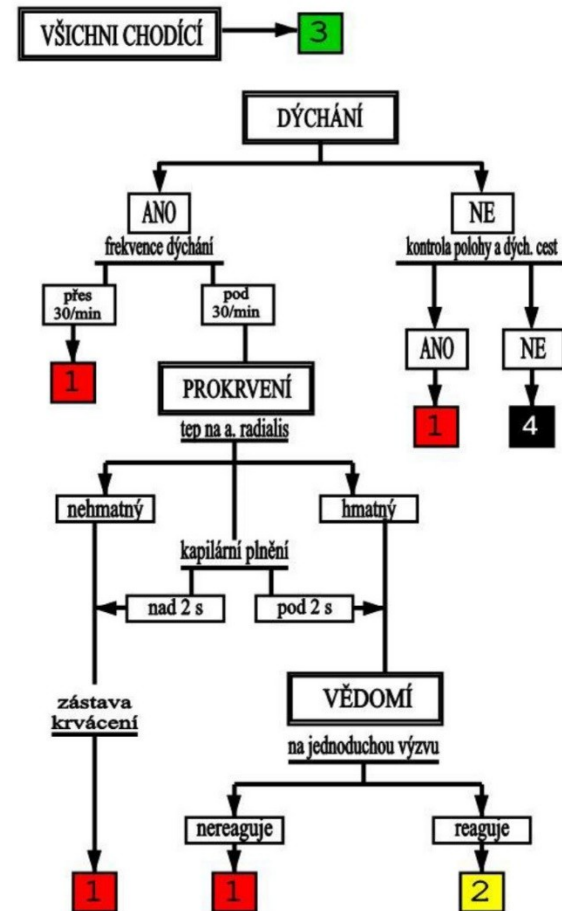 VŠICHNI CHODÍCÍ
3
DÝCHÁNÍ
ANO
NE
frekvence dýchání
kontrola polohy a dých. cest
přes
30/min
pod
30/min
ANO
NE
1
PROKRVENÍ
1
4
tep na a. radialis
nehmatný
hmatný
kapilární plnění
nad 2 s
pod 2 s
VĚDOMÍ
zástava
krvácení
na jednoduchou výzvu
nereaguje
reaguje
1
1
2